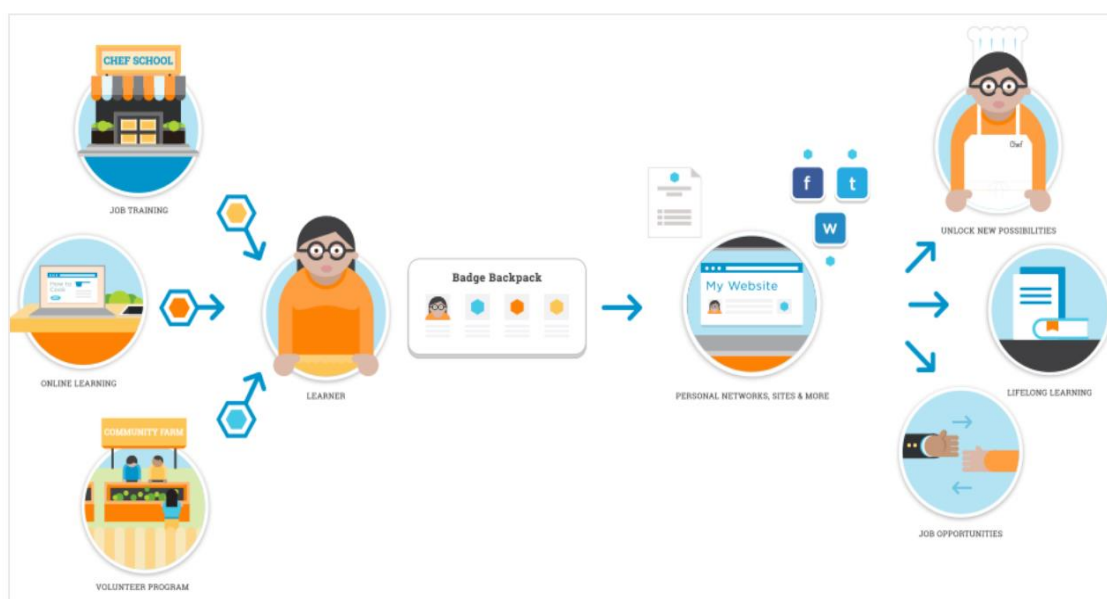 CHEF SCHOOL
JOB TRAINING
How to
Cook
ONLINE LEARNING
COMMUNITY FARM
VOLUNTEER PROGRAM
LEARNER
Badge Backpack
f
t
W
My Website
PERSONAL NETWORKS, SITES & MORE
Chef
UNLOCK NEW POSSIBILITIES
LIFELONG LEARNING
JOB OPPORTUNITIES